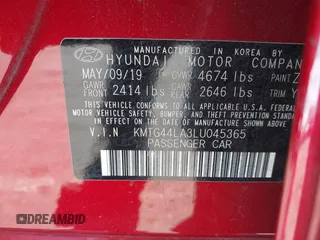 MANUFACTURED IN KOREA BY
HYUNDAI MOTOR COMPAN
MAY/09/19 GVWR 4674 lbs PAINT Z
GAWR GAWR
FRONT 2414 lbs REAR 2646 lbs TRIM Y
THIS VEHICLE CONFORMS TO ALL APPLICABLE FEDERAL
MOTOR VEHICLE SAFETY, BUMPER, AND THEFT
PREVENTION STANDARDS IN EFFECT ON THE DATE OF
MANUFACTURE SHOWN ABOVE.
V.I.N KMTG44LA3LU045365
PASSENGER CAR
DREAMBID